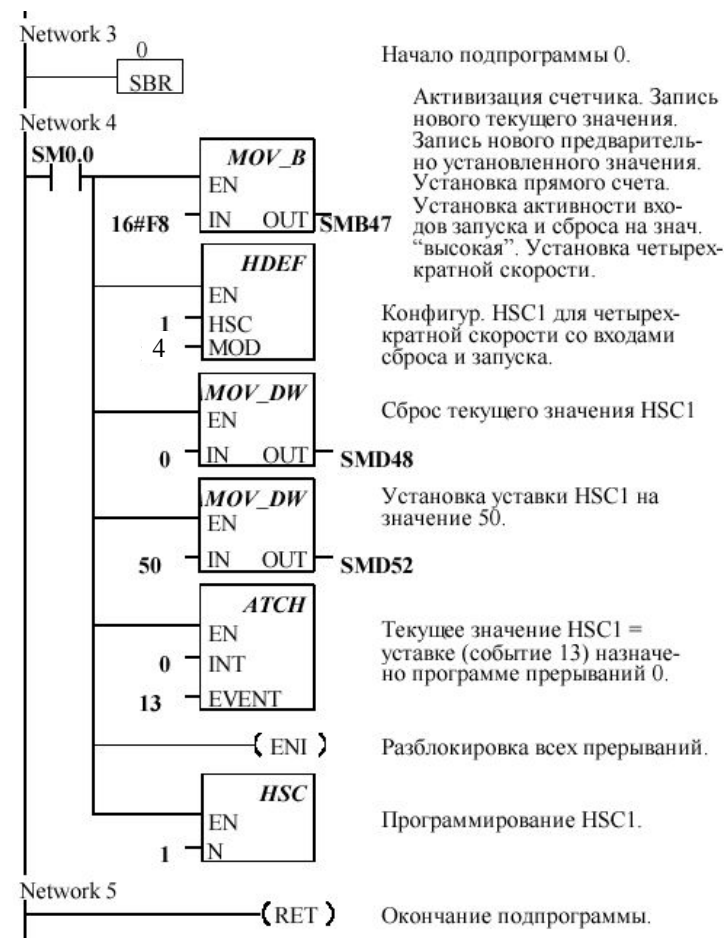 Network 3
0
SBR
Начало подпрограммы 0.
Network 4
Активизация счетчика. Запись
нового текущего значения.
Запись нового предваритель-
но установленного значения.
Установка прямого счета.
Установка активности вхо-
дов запуска и сброса на знач.
“высокая”. Установка четырех-
кратной скорости.
SM0.0
MOV_B
EN
16#F8 IN OUT SMB47
HDEF
EN
1 HSC
4 MOD
Конфигур. HSC1 для четырех-
кратной скорости со входами
сброса и запуска.
MOV_DW
EN
0 IN OUT SMD48
Сброс текущего значения HSC1
MOV_DW
EN
50 IN OUT SMD52
Установка уставки HSC1 на
значение 50.
ATCH
EN
0 INT
13 EVENT
Текущее значение HSC1 =
уставке (событие 13) назначе-
но программе прерываний 0.
( ENI )
Разблокировка всех прерываний.
HSC
EN
1 N
Программирование HSC1.
Network 5
(RET )
Окончание подпрограммы.